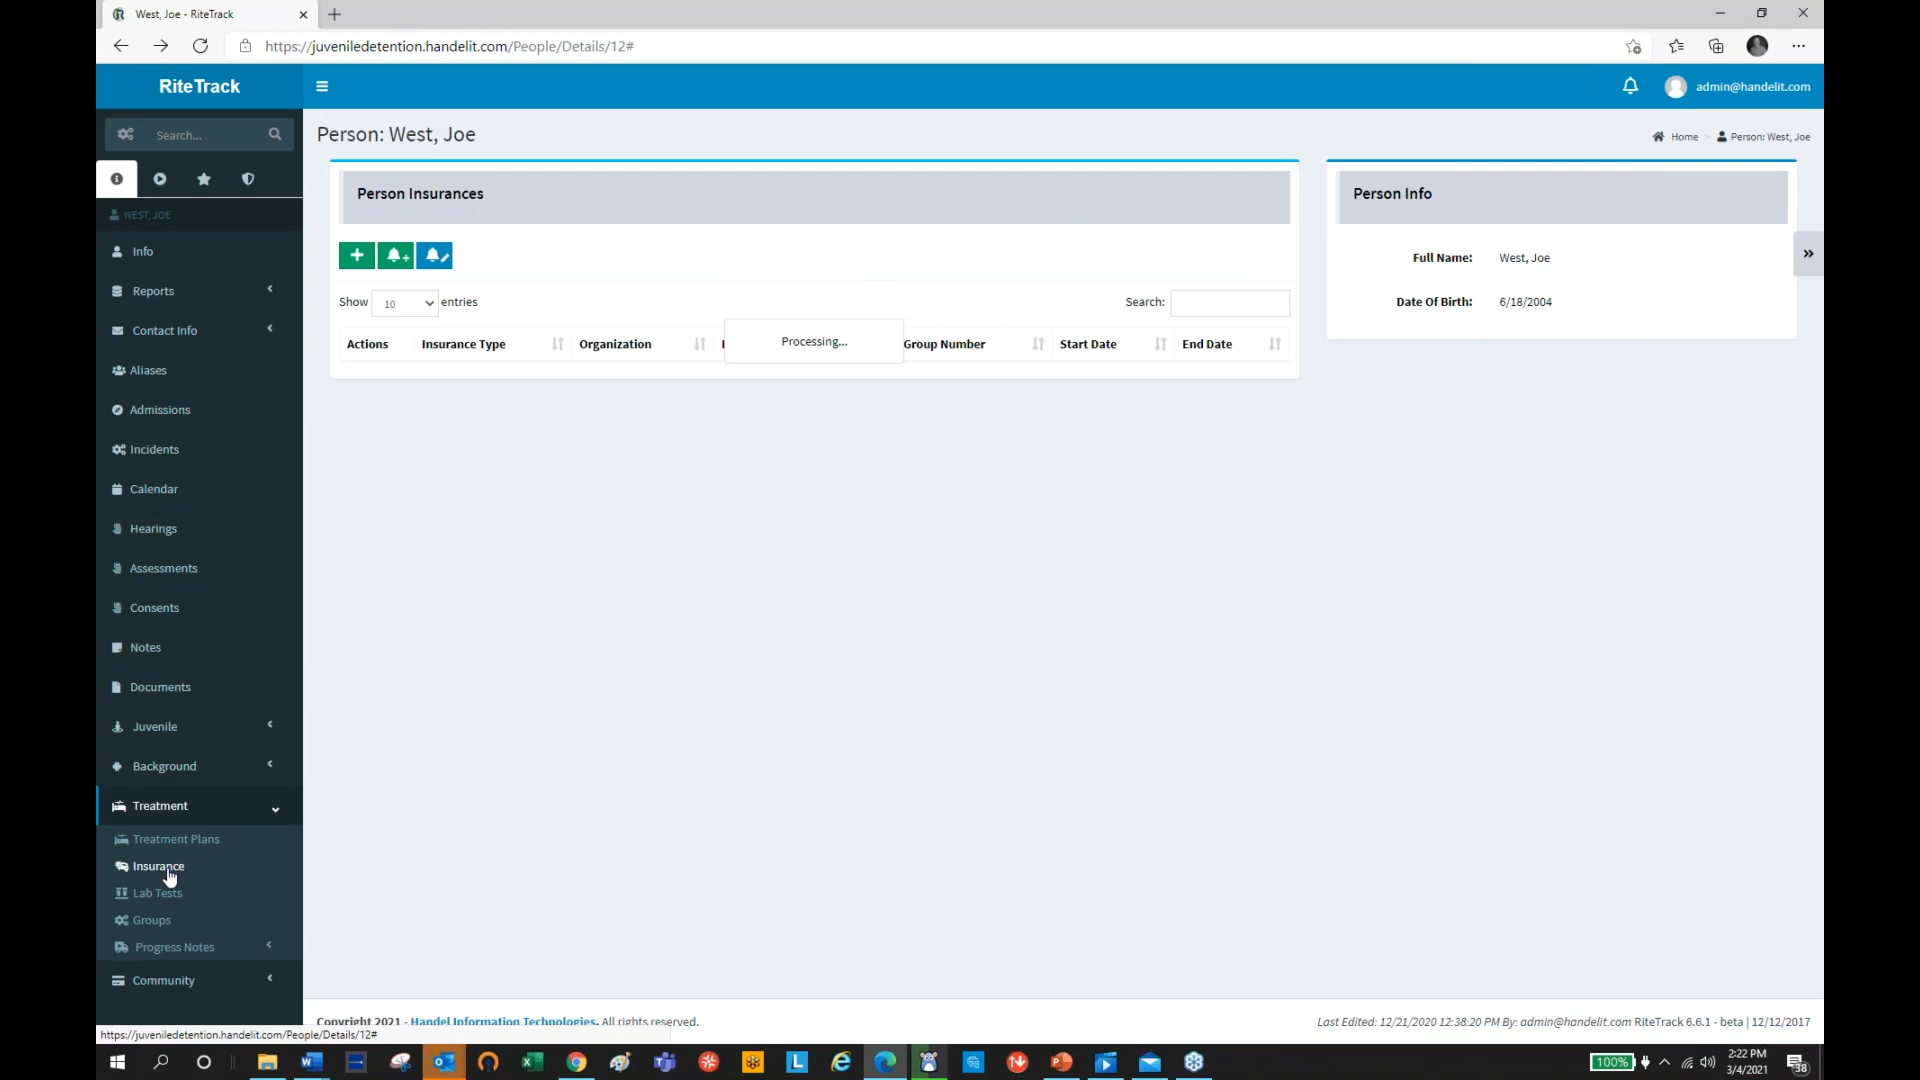 West, Joe - RiteTrack
https://juveniledetention.handelit.com/People/Details/12#
RiteTrack
admin@handelit.com
Search...
Person: West, Joe
Home
Person: West, Joe
WEST, JOE
Info
Reports
Contact Info
Aliases
Admissions
Incidents
Calendar
Hearings
Assessments
Consents
Notes
Documents
Juvenile
Background
Treatment
Treatment Plans
Insurance
Lab Tests
Groups
Progress Notes
Community
Person Insurances
Show 10 entries
Search:
Actions Insurance Type Organization Group Number Start Date End Date
Processing...
Person Info
Full Name: West, Joe
Date Of Birth: 6/18/2004
Copyright 2021 - Handel Information Technologies. All rights reserved.
Last Edited: 12/21/2020 12:38:20 PM By: admin@handelit.com RiteTrack 6.6.1 - beta | 12/12/2017
https://juveniledetention.handelit.com/People/Details/12#
100%
2:22 PM
3/4/2021
38